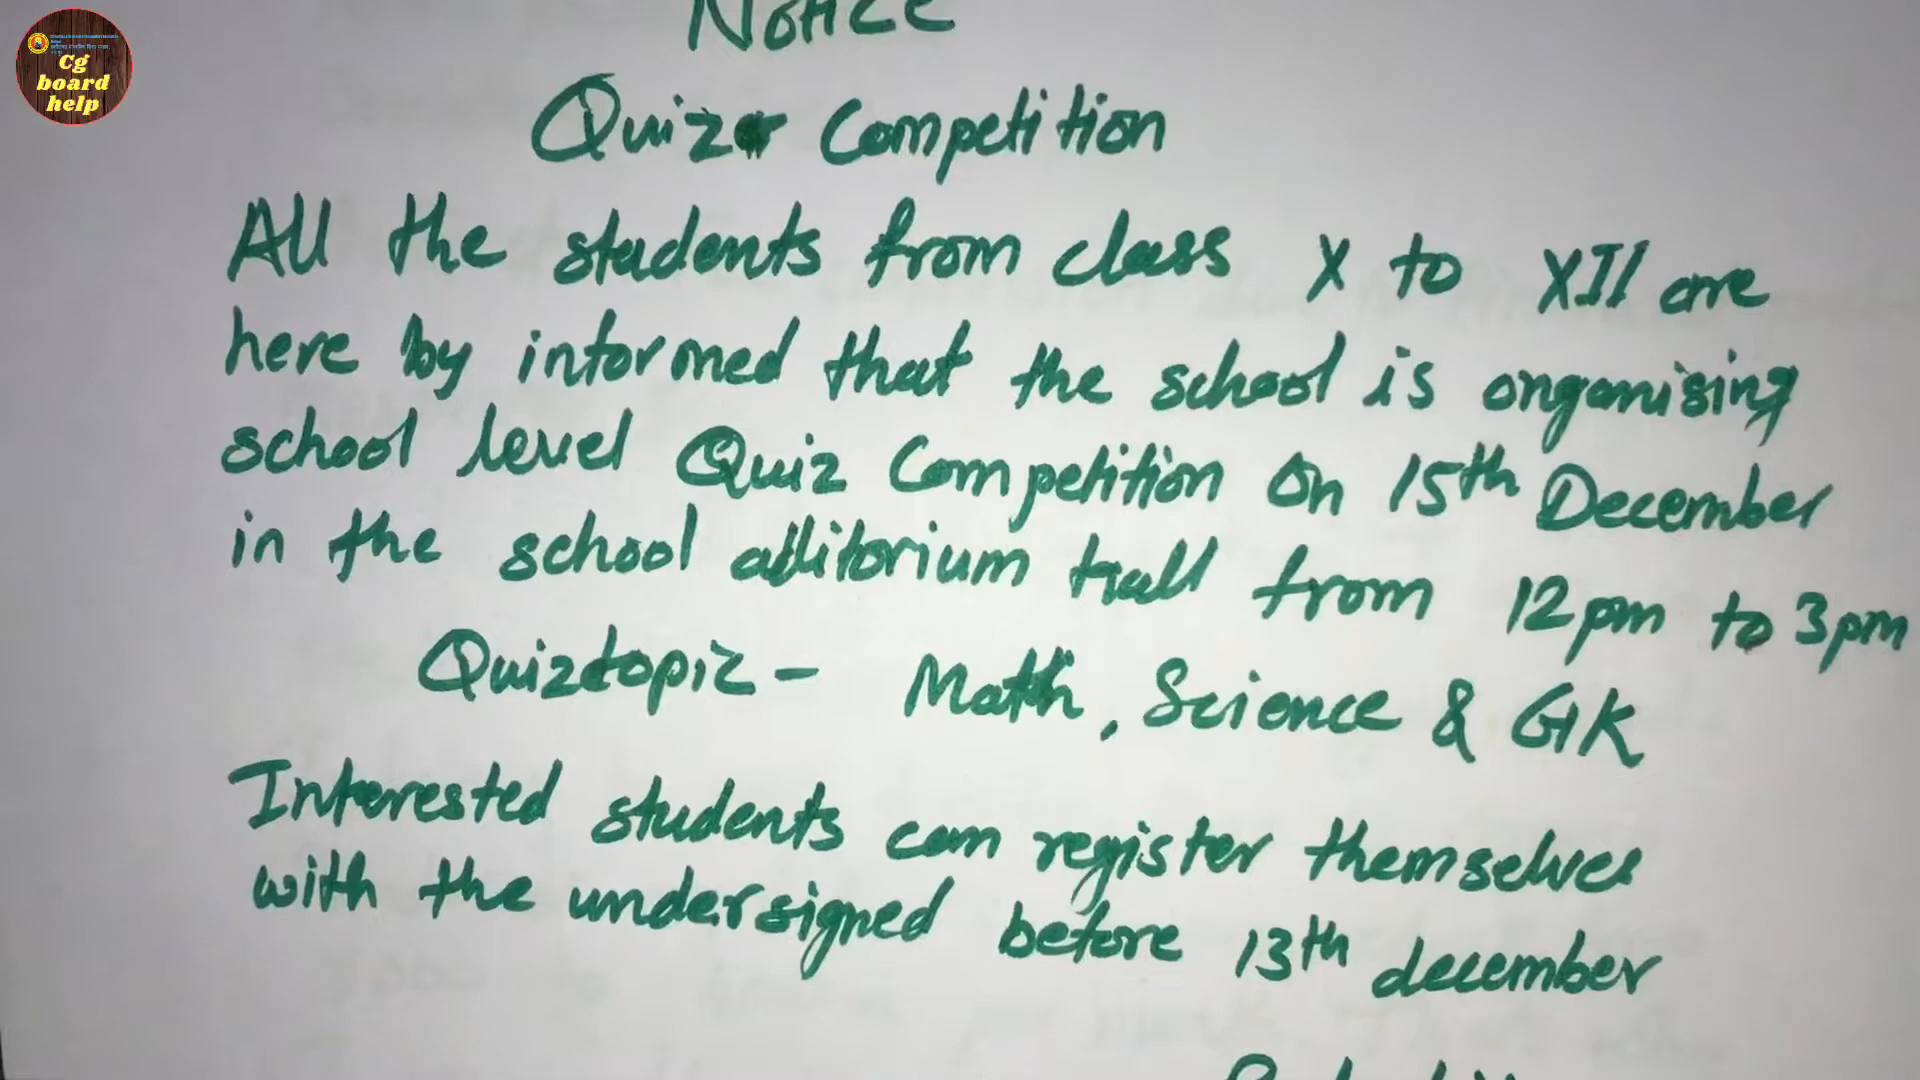 Cg
board
help
Notice
Quiz Competition
All the students from class X to XII are
here by informed that the school is organising
school level Quiz Competition on 15th December
in the school aditorium Hall from 12pm to 3pm
Quiztopic - Math, Science & GK
Interested students can register themselves
with the undersigned before 13th december